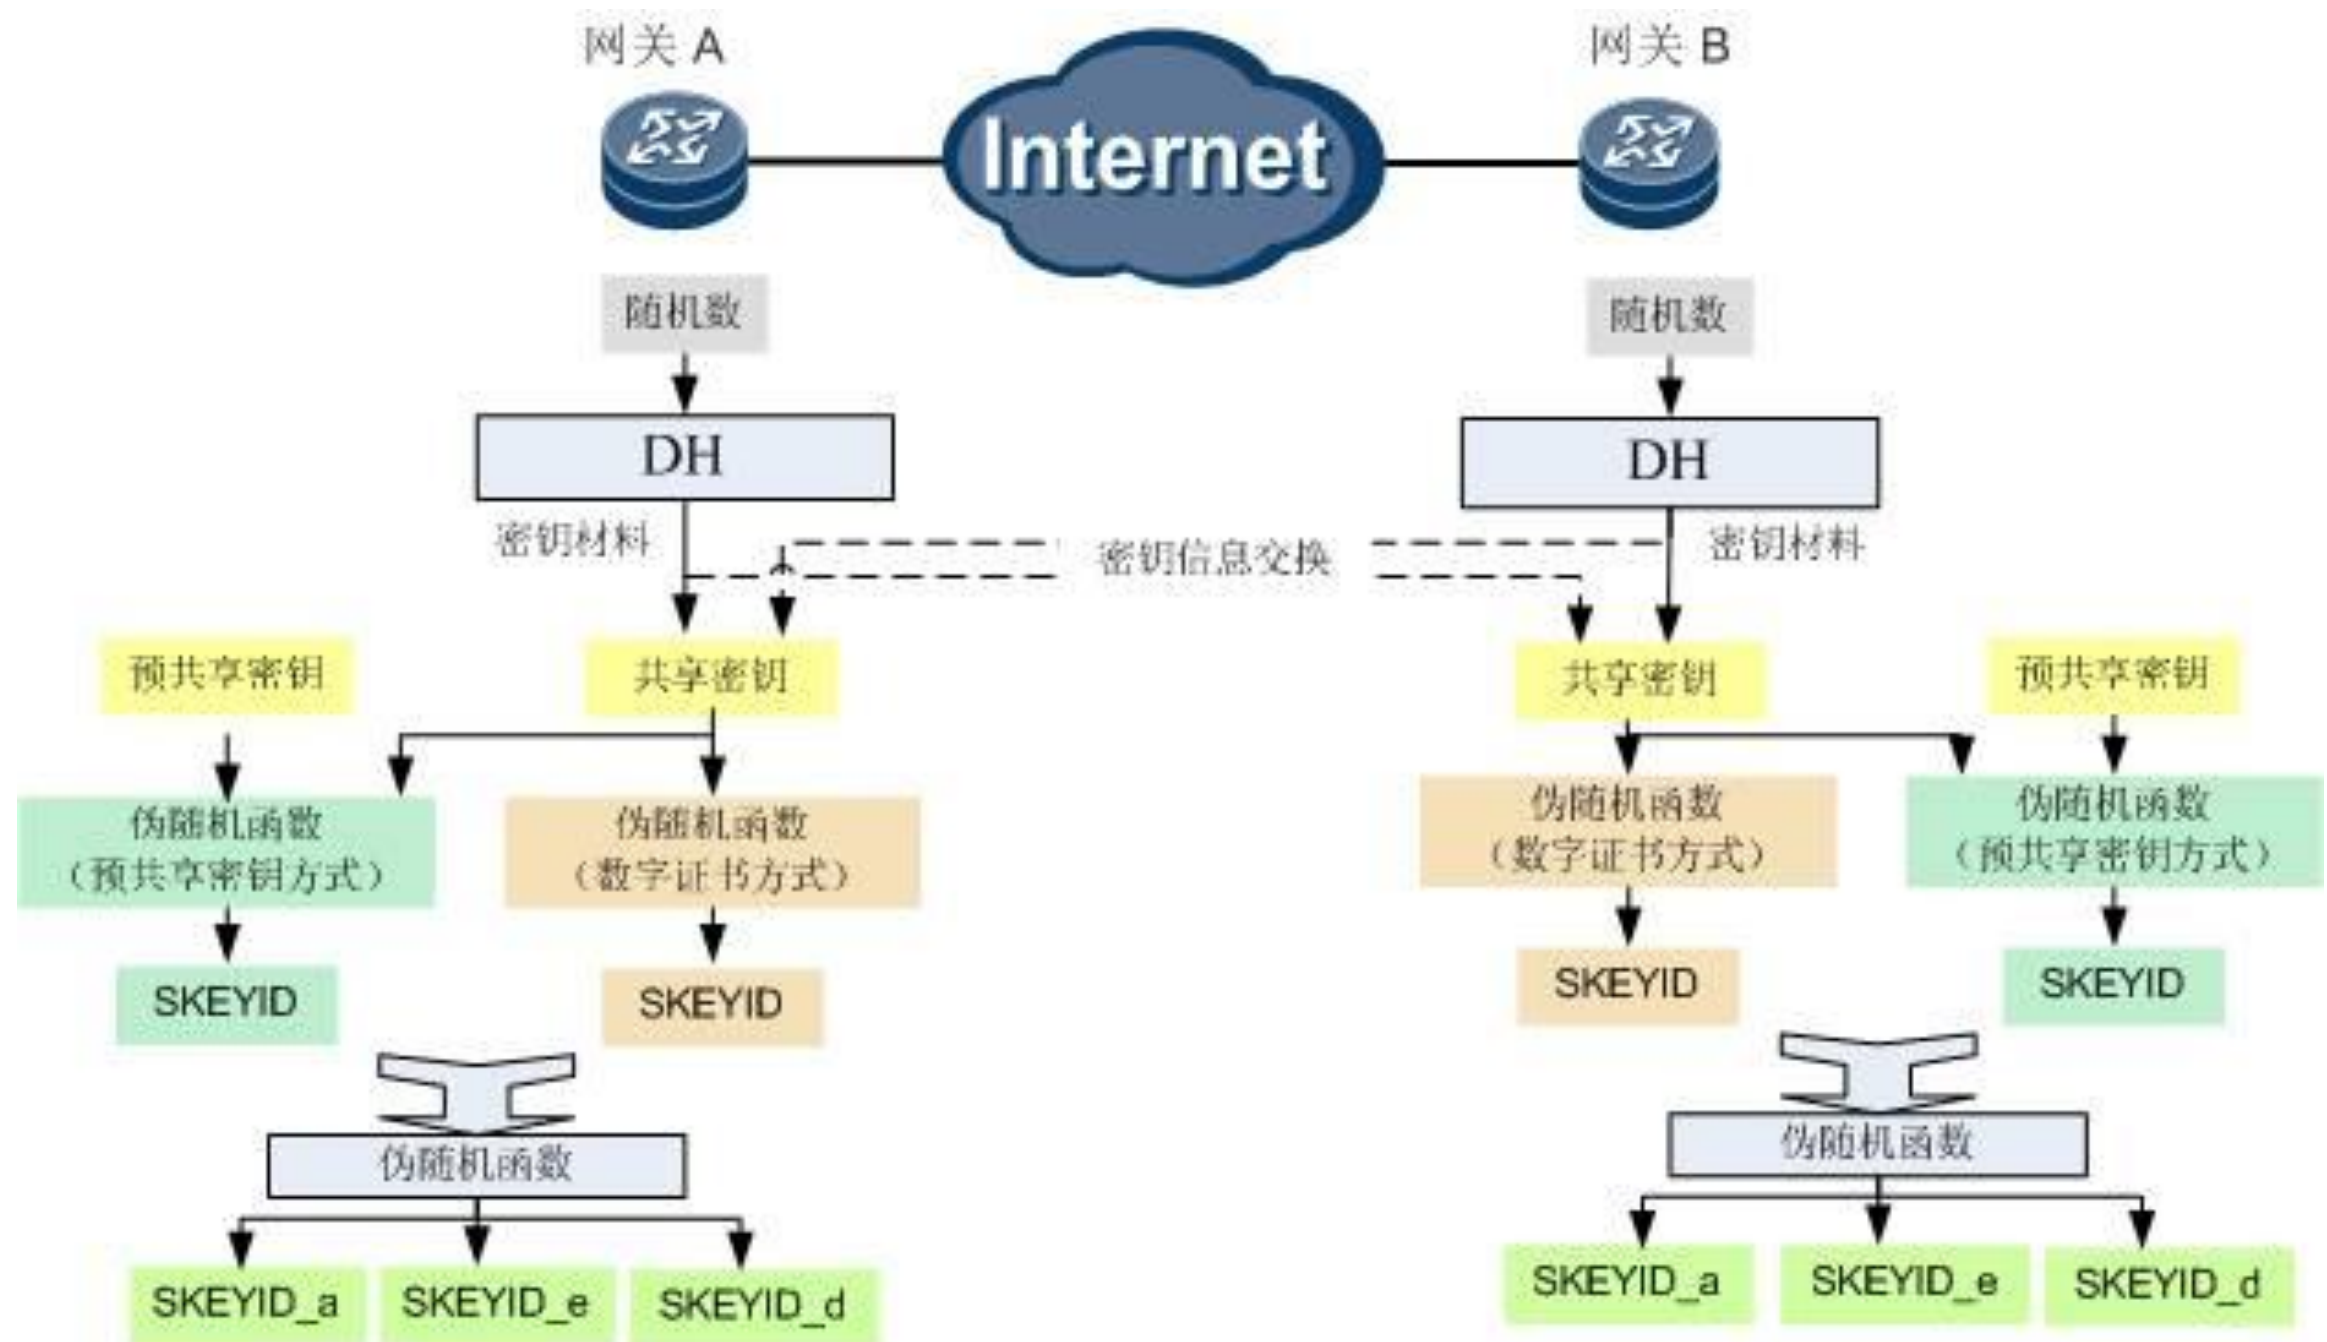 网关 A
网关 B
Internet
随机数
随机数
DH
DH
密钥材料
密钥信息交换
密钥材料
预共享密钥
共享密钥
共享密钥
预共享密钥
伪随机函数
（预共享密钥方式）
伪随机函数
（数字证书方式）
伪随机函数
（数字证书方式）
伪随机函数
（预共享密钥方式）
SKEYID
SKEYID
SKEYID
SKEYID
伪随机函数
伪随机函数
SKEYID_a
SKEYID_e
SKEYID_d
SKEYID_a
SKEYID_e
SKEYID_d